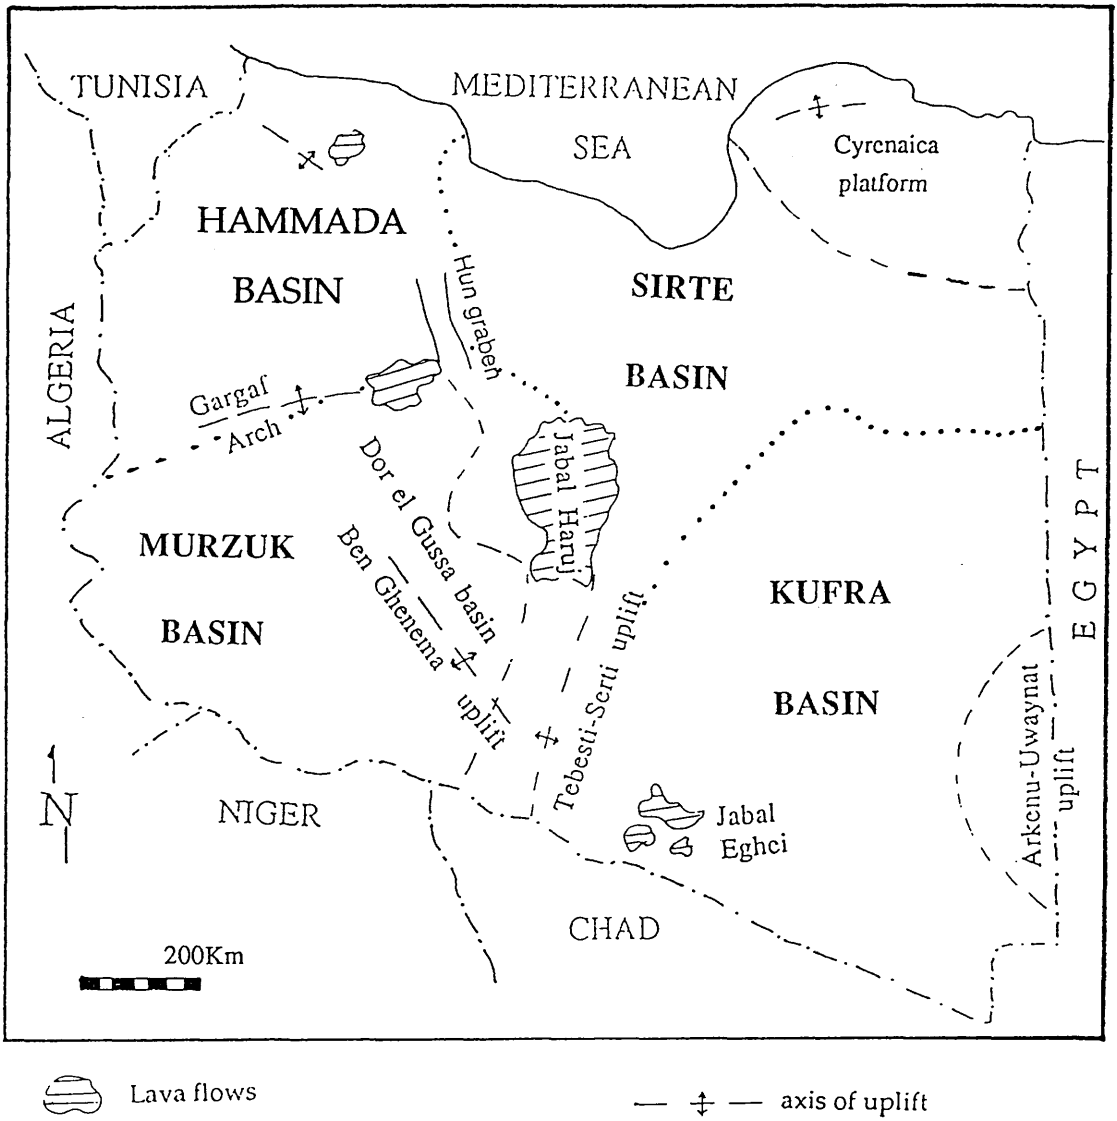 TUNISIA
MEDITERRANEAN
SEA
Cyrenaica
platform
HAMMADA
BASIN
Hun graben
SIRTE
BASIN
ALGERIA
Gargaf
Arch
Dor el Gussa basin
Jabal Haruj
MURZUK
BASIN
Ben Ghenema
uplift
Tebesti-Serti uplift
KUFRA
BASIN
EGYPT
Arkenu-Uwaynat
uplift
N
NIGER
Jabal
Eghei
CHAD
200Km
Lava flows
axis of uplift